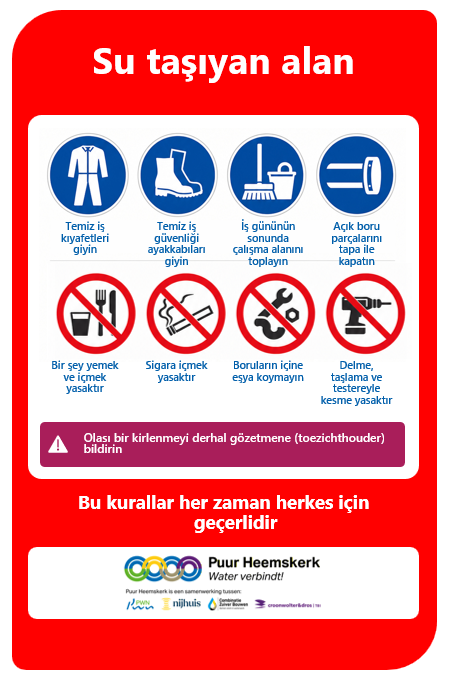 Su taşıyan alan
Temiz iş
kıyafetleri
giyin
Temiz iş
güvenliği
ayakkabıları
giyin
İş gününün
sonunda
çalışma alanını
toplayın
Açık boru
parçalarını
tapa ile
kapatın
Bir şey yemek
ve içmek
yasaktır
Sigara içmek
yasaktır
Boruların içine
eşya koymayın
Delme,
taşlama ve
testereyle
kesme yasaktır
Olası bir kirlenmeyi derhal gözetmene (toezichthouder)
bildirin
Bu kurallar her zaman herkes için
geçerlidir
Puur Heemskerk
Water verbindt!
Puur Heemskerk is een samenwerking tussen:
PWN
nijhuis
Combinatie
Zuiver Bouwen
croonwolter&dros | TBI